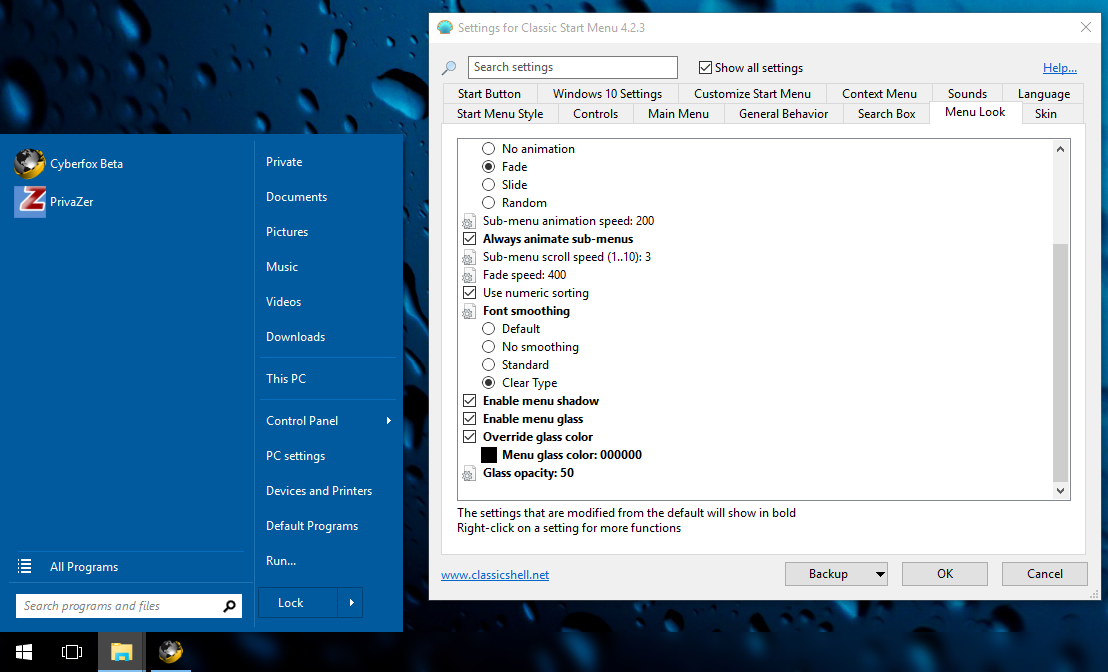 Settings for Classic Start Menu 4.2.3
Search settings
Show all settings
Help...
Start Button
Windows 10 Settings
Customize Start Menu
Context Menu
Sounds
Language
Start Menu Style
Controls
Main Menu
General Behavior
Search Box
Menu Look
Skin
No animation
Fade
Slide
Random
Sub-menu animation speed: 200
Always animate sub-menus
Sub-menu scroll speed (1..10): 3
Fade speed: 400
Use numeric sorting
Font smoothing
Default
No smoothing
Standard
Clear Type
Enable menu shadow
Enable menu glass
Override glass color
Menu glass color: 000000
Glass opacity: 50
The settings that are modified from the default will show in bold
Right-click on a setting for more functions
www.classicshell.net
Backup
OK
Cancel
Cyberfox Beta
PrivaZer
All Programs
Search programs and files
Private
Documents
Pictures
Music
Videos
Downloads
This PC
Control Panel
PC settings
Devices and Printers
Default Programs
Run...
Lock